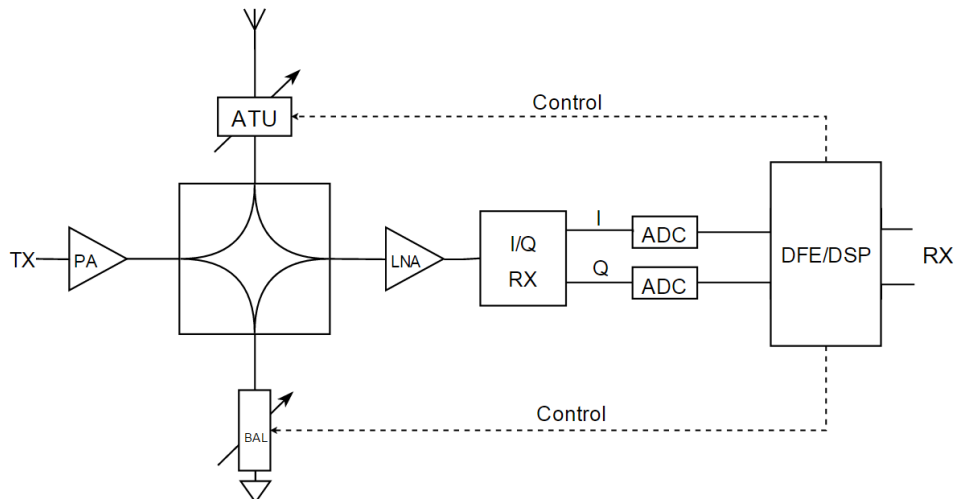 ATU
Control
TX
PA
LNA
I/Q
RX
I
Q
ADC
ADC
DFE/DSP
RX
BAL
Control